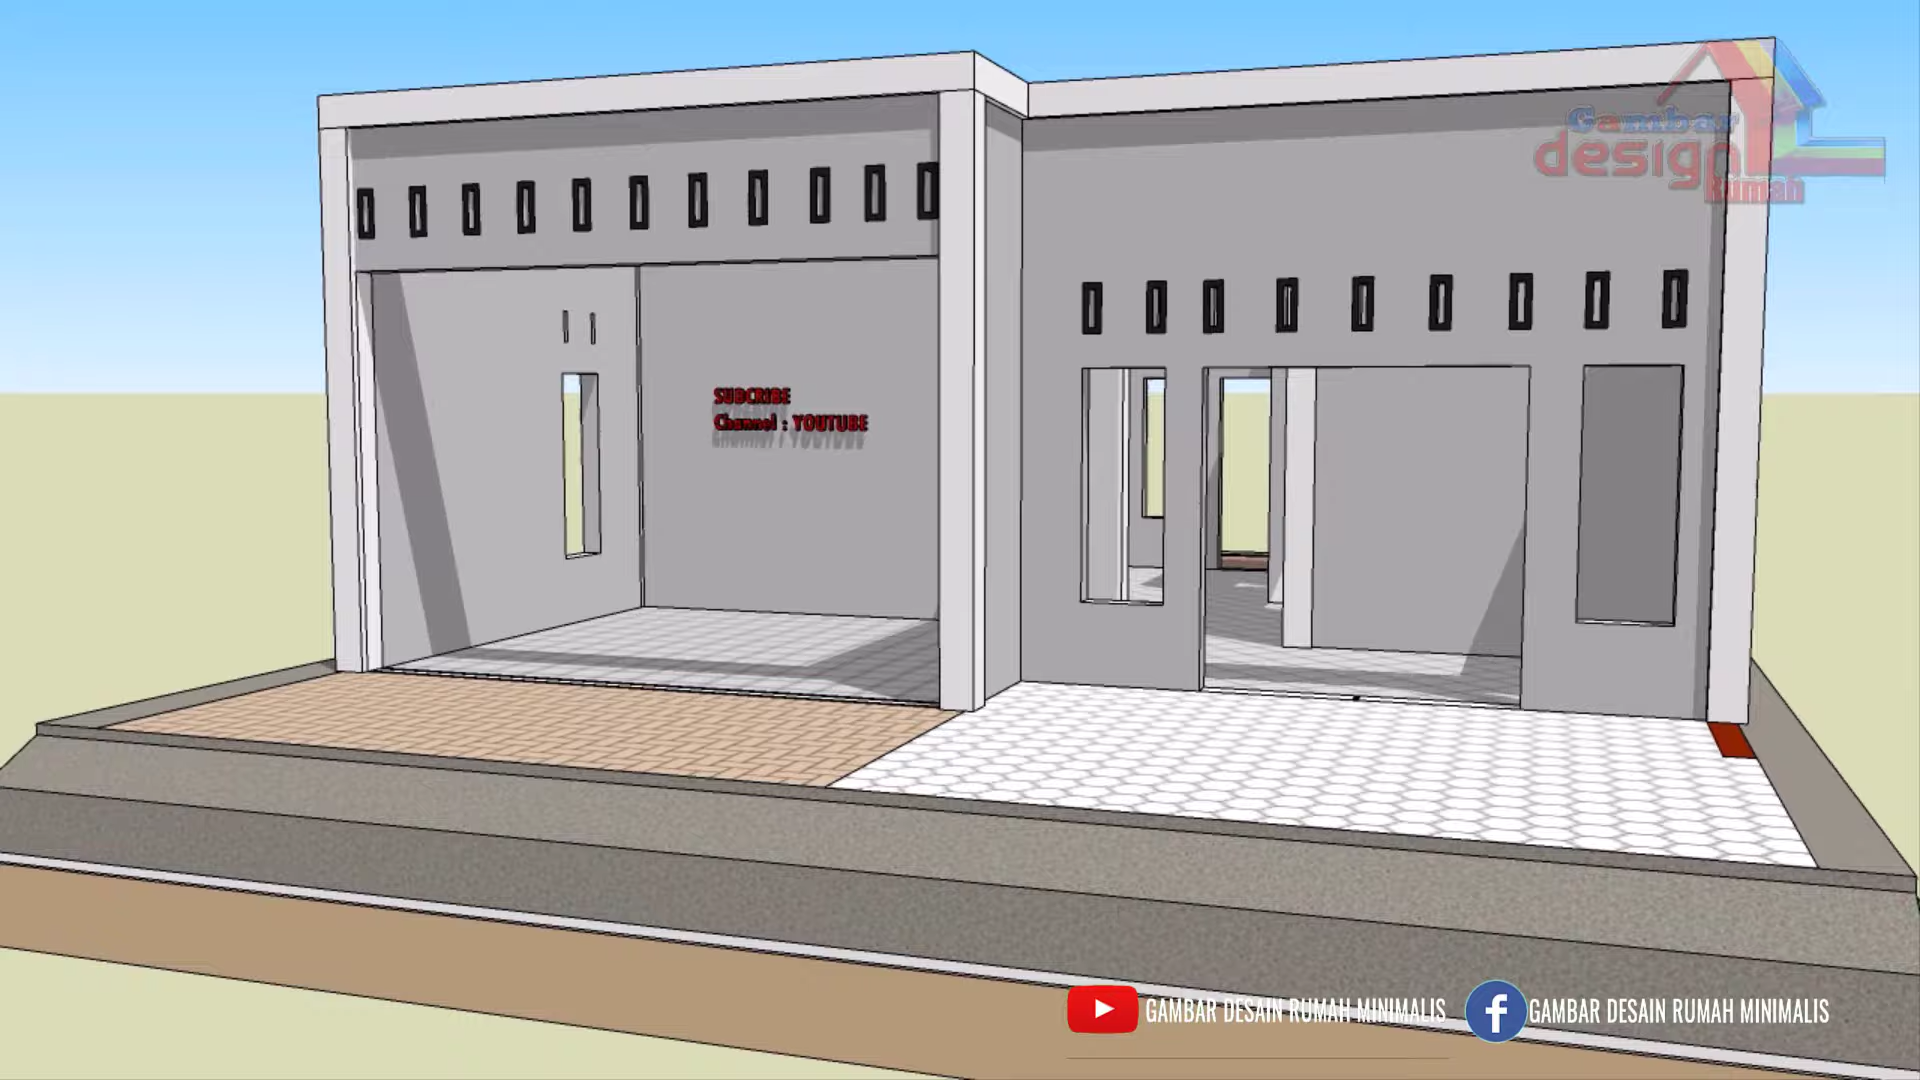 Gambar
design
Rumah
SUBCRIBE
Channel : YOUTUBE
GAMBAR DESAIN RUMAH MINIMALIS
GAMBAR DESAIN RUMAH MINIMALIS